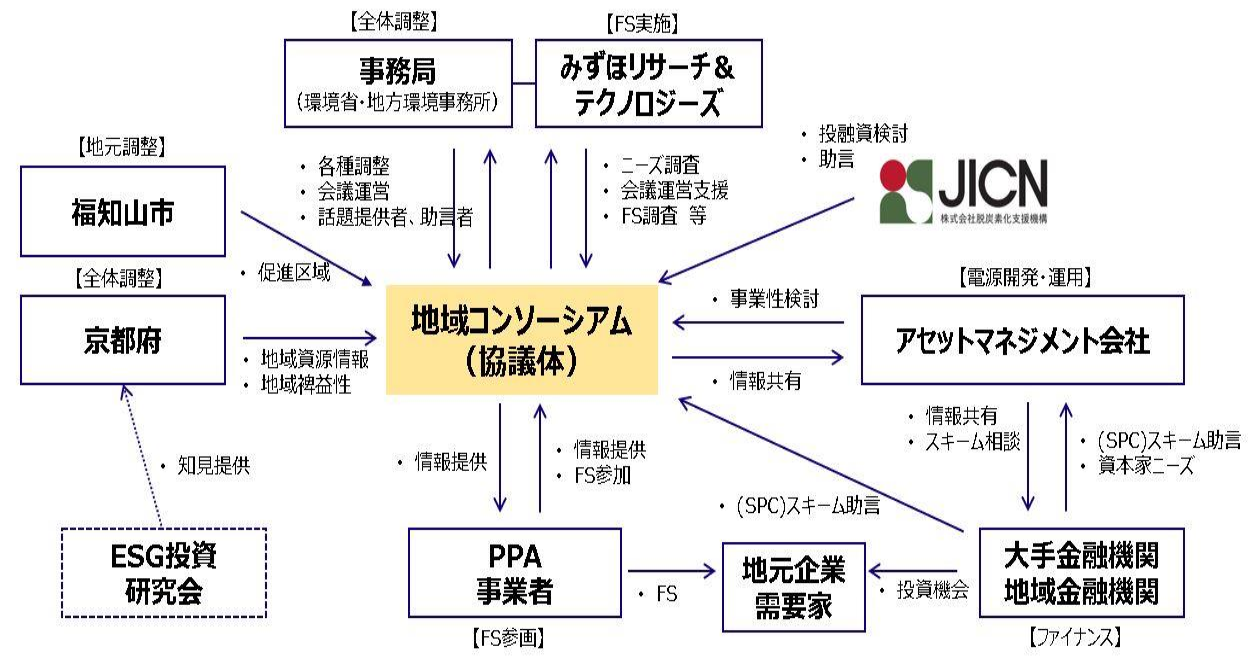 【全体調整】
事務局
（環境省・地方環境事務所）
【FS実施】
みずほリサーチ＆
テクノロジーズ
【地元調整】
福知山市
・ 各種調整
・ 会議運営
・ 話題提供者、助言者
・ ニーズ調査
・ 会議運営支援
・ FS調査 等
・ 投融資検討
・ 助言
JICN
株式会社脱炭素化支援機構
・ 促進区域
【全体調整】
京都府
・ 地域資源情報
・ 地域裨益性
地域コンソーシアム
（協議体）
・ 事業性検討
・ 情報共有
【電源開発・運用】
アセットマネジメント会社
・ 情報共有
・ スキーム相談
・ (SPC)スキーム助言
・ 資本家ニーズ
・ 知見提供
・ 情報提供
・ 情報提供
・ FS参加
・ (SPC)スキーム助言
ESG投資
研究会
PPA
事業者
【FS参画】
・ FS
地元企業
需要家
・ 投資機会
大手金融機関
地域金融機関
【ファイナンス】